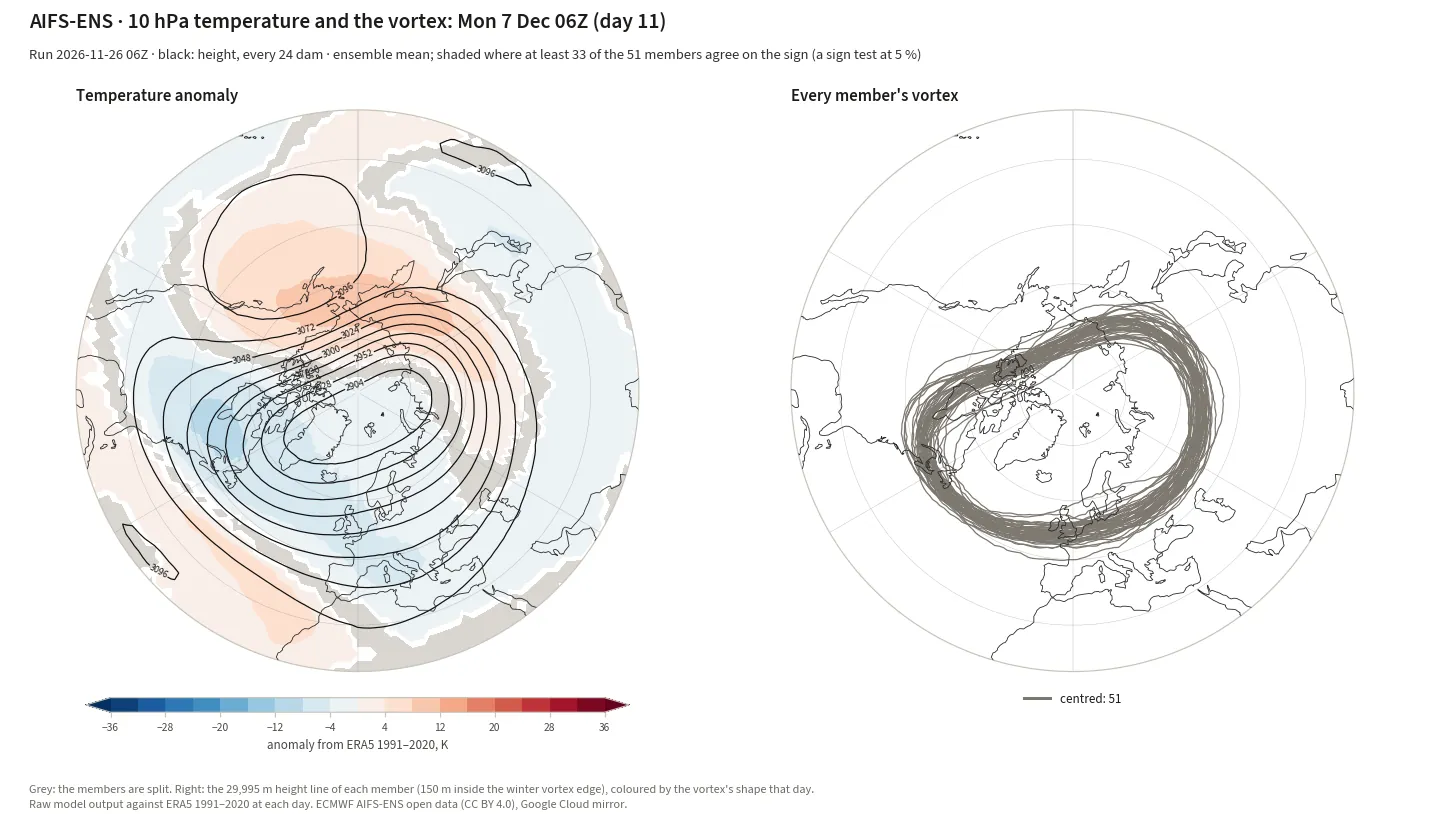 AIFS-ENS · 10 hPa temperature and the vortex: Mon 7 Dec 06Z (day 11)
Run 2026-11-26 06Z · black: height, every 24 dam · ensemble mean; shaded where at least 33 of the 51 members agree on the sign (a sign test at 5 %)
Temperature anomaly
Every member's vortex
3096
3096
3072
3024
3048
3000
2952
2904
3096
centred: 51
−36 −28 −20 −12 −4 4 12 20 28 36
anomaly from ERA5 1991–2020, K
Grey: the members are split. Right: the 29,995 m height line of each member (150 m inside the winter vortex edge), coloured by the vortex's shape that day.
Raw model output against ERA5 1991–2020 at each day. ECMWF AIFS-ENS open data (CC BY 4.0), Google Cloud mirror.